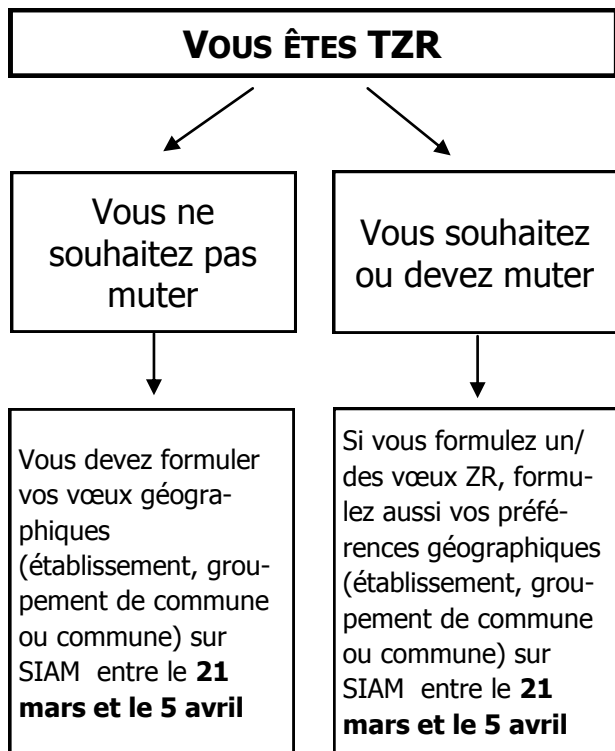 VOUS ÊTES TZR
Vous ne
souhaitez pas
muter
Vous souhaitez
ou devez muter
Vous devez formuler
vos vœux géogra-
phiques
(établissement, grou-
pement de commune
ou commune) sur
SIAM entre le 21
mars et le 5 avril
Si vous formulez un/
des vœux ZR, formu-
lez aussi vos préfé-
rences géographiques
(établissement, grou-
pement de commune
ou commune) sur
SIAM entre le 21
mars et le 5 avril